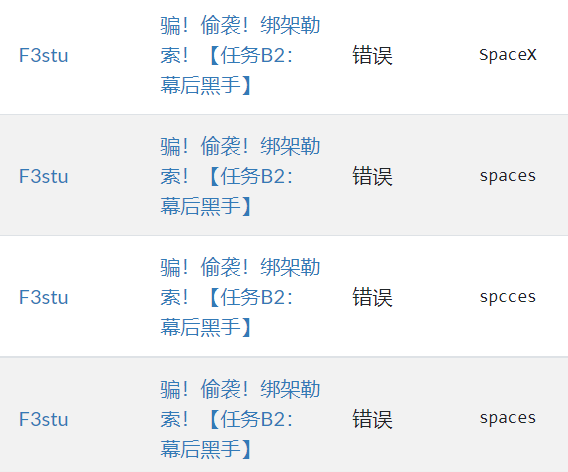 骗！偷袭！绑架勒
F3stu 索！【任务B2： 错误 SpaceX
幕后黑手】
骗！偷袭！绑架勒
F3stu 索！【任务B2： 错误 spaces
幕后黑手】
骗！偷袭！绑架勒
F3stu 索！【任务B2： 错误 spcces
幕后黑手】
骗！偷袭！绑架勒
F3stu 索！【任务B2： 错误 spaces
幕后黑手】